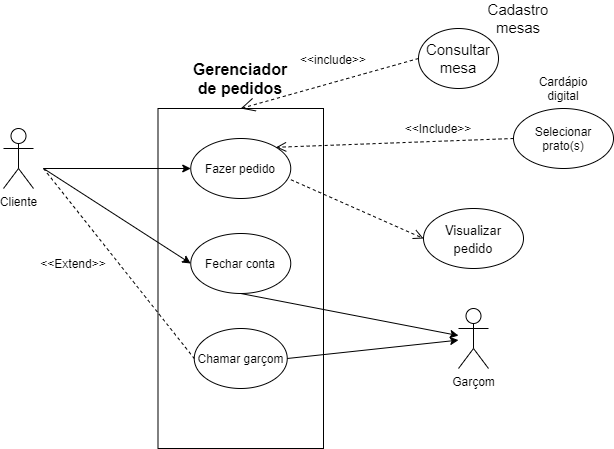 Cadastro
mesas
Consultar
mesa
<<include>>
Gerenciador
de pedidos
Cardápio
digital
Selecionar
prato(s)
<<Include>>
Fazer pedido
Cliente
Visualizar
pedido
<<Extend>>
Fechar conta
Chamar garçom
Garçom